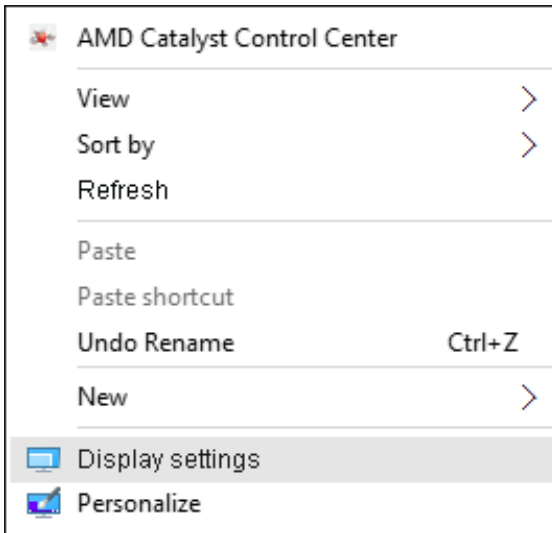 AMD Catalyst Control Center
View
Sort by
Refresh
Paste
Paste shortcut
Undo Rename Ctrl+Z
New
Display settings
Personalize